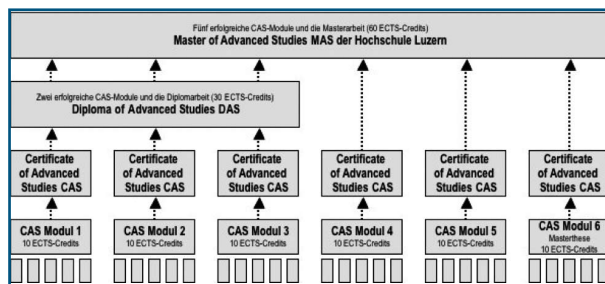 Fünf erfolgreiche CAS-Module und die Masterarbeit (60 ECTS-Credits)
Master of Advanced Studies MAS der Hochschule Luzern
Zwei erfolgreiche CAS-Module und die Diplomarbeit (30 ECTS-Credits)
Diploma of Advanced Studies DAS
Certificate
of Advanced
Studies CAS
Certificate
of Advanced
Studies CAS
Certificate
of Advanced
Studies CAS
Certificate
of Advanced
Studies CAS
Certificate
of Advanced
Studies CAS
Certificate
of Advanced
Studies CAS
CAS Modul 1
10 ECTS-Credits
CAS Modul 2
10 ECTS-Credits
CAS Modul 3
10 ECTS-Credits
CAS Modul 4
10 ECTS-Credits
CAS Modul 5
10 ECTS-Credits
CAS Modul 6
Masterthese
10 ECTS-Credits